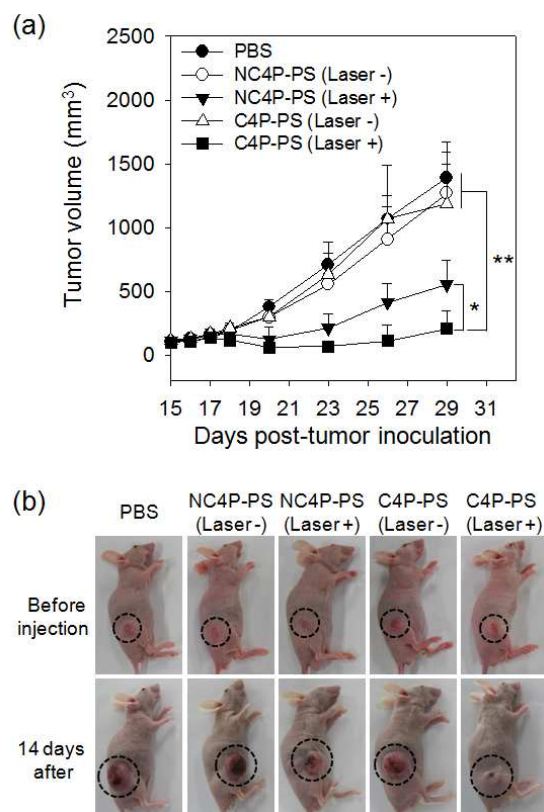 (a)
2500
2000
1500
1000
500
0
Tumor volume (mm³)
PBS
NC4P-PS (Laser -)
NC4P-PS (Laser +)
C4P-PS (Laser -)
C4P-PS (Laser +)
**
*
15 17 19 21 23 25 27 29 31
Days post-tumor inoculation
(b)
PBS
NC4P-PS
(Laser -)
NC4P-PS
(Laser +)
C4P-PS
(Laser -)
C4P-PS
(Laser +)
Before
injection
14 days
after